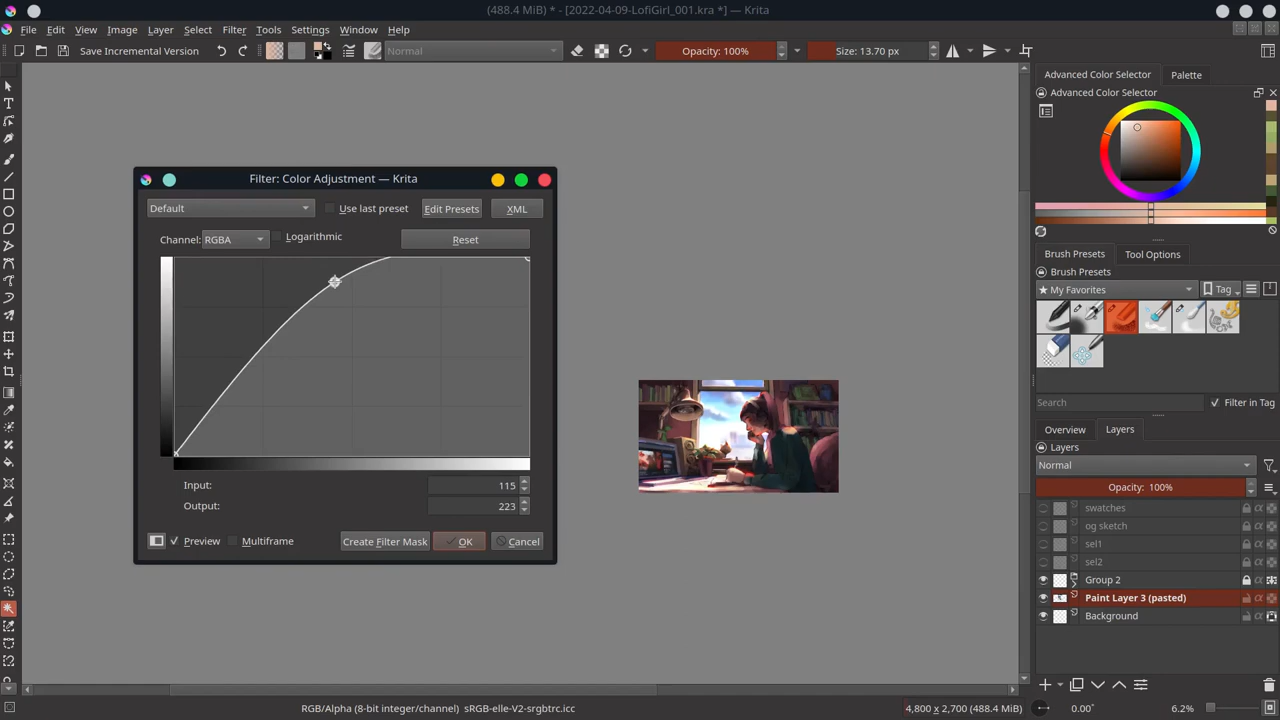 (488.4 MiB) * - [2022-04-09-LofiGirl_001.kra *] — Krita
File Edit View Image Layer Select Filter Tools Settings Window Help
Save Incremental Version Normal Opacity: 100% Size: 13.70 px
Advanced Color Selector Palette
Advanced Color Selector
Filter: Color Adjustment — Krita
Default Use last preset Edit Presets XML
Channel: RGBA Logarithmic Reset
Input: 115
Output: 223
Preview Multiframe Create Filter Mask OK Cancel
Brush Presets Tool Options
Brush Presets
★ My Favorites Tag
Search Filter in Tag
Overview Layers
Layers
Normal
Opacity: 100%
swatches
og sketch
sel1
sel2
Group 2
Paint Layer 3 (pasted)
Background
RGB/Alpha (8-bit integer/channel) sRGB-elle-V2-srgbtrc.icc 4,800 x 2,700 (488.4 MiB) 0.00° 6.2%